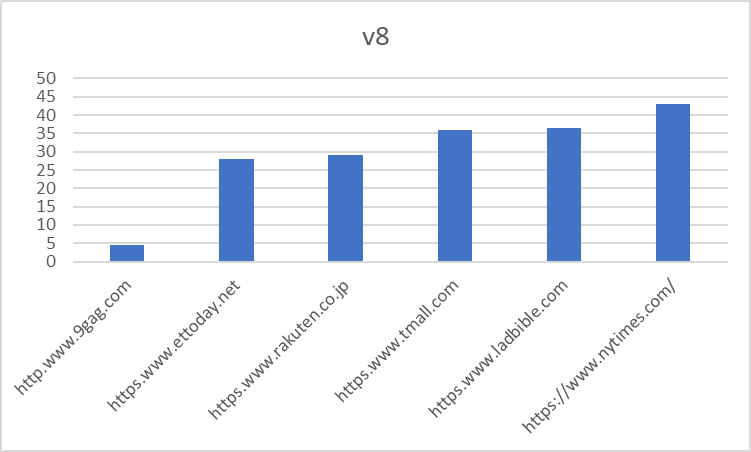 v8
50
45
40
35
30
25
20
15
10
5
0
http.www.9gag.com
https.www.ettoday.net
https.www.rakuten.co.jp
https.www.tmall.com
https.www.ladbible.com
https://www.nytimes.com/